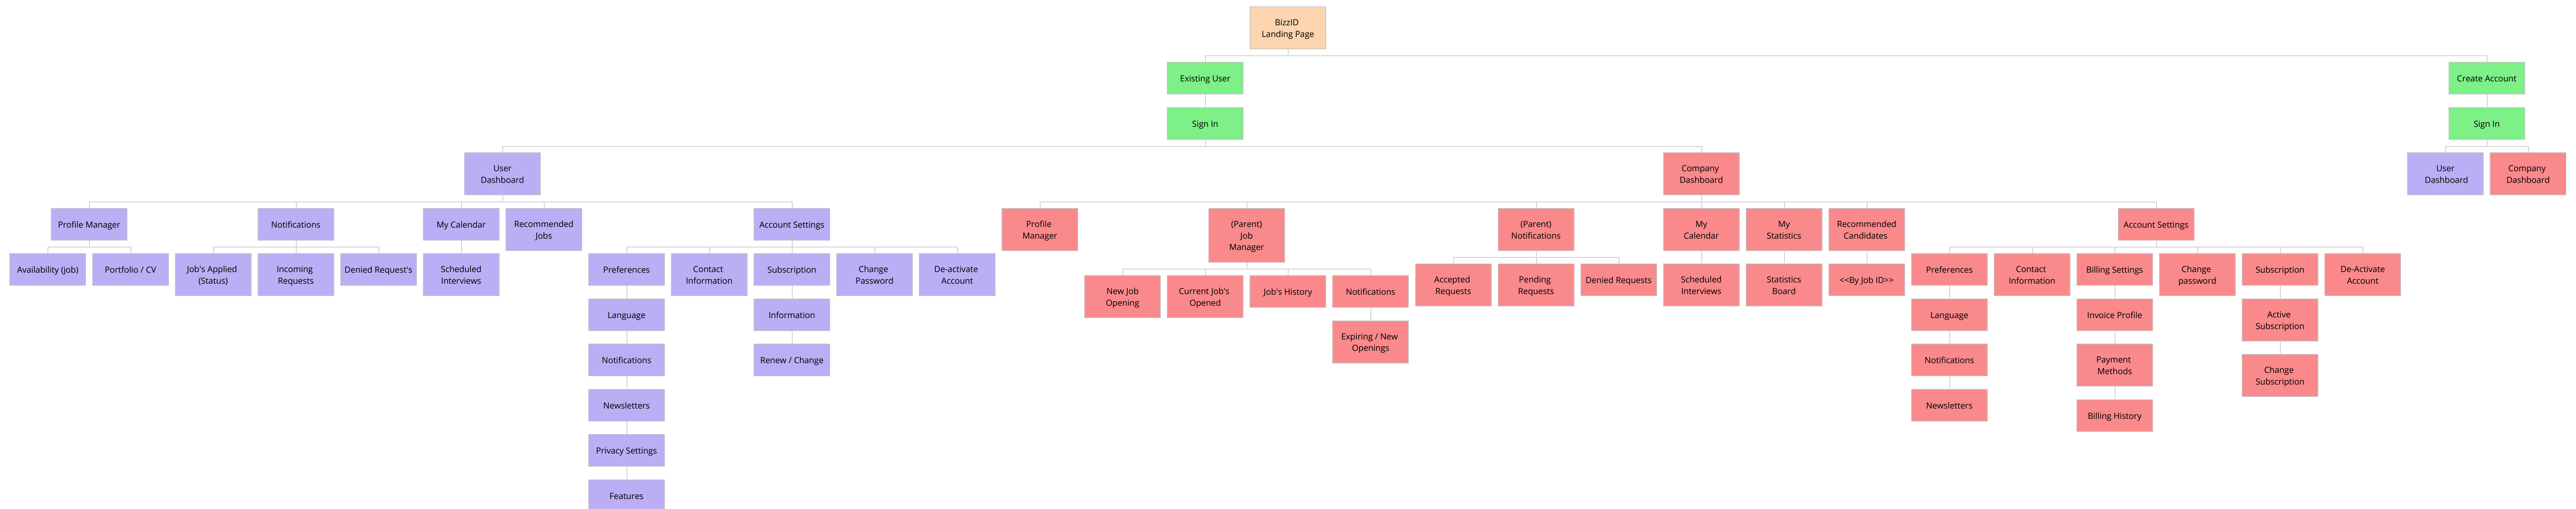 BizzID
Landing Page
Existing User
Create Account
Sign In
Sign In
User
Dashboard
Company
Dashboard
User
Dashboard
Company
Dashboard
Profile Manager
Notifications
My Calendar
Recommended
Jobs
Account Settings
Profile
Manager
(Parent)
Job
Manager
(Parent)
Notifications
My
Calendar
My
Statistics
Recommended
Candidates
Account Settings
Availability (job)
Portfolio / CV
Job's Applied
(Status)
Incoming
Requests
Denied Request's
Scheduled
Interviews
Preferences
Contact
Information
Subscription
Change
Password
De-activate
Account
New Job
Opening
Current Job's
Opened
Job's History
Notifications
Accepted
Requests
Pending
Requests
Denied Requests
Scheduled
Interviews
Statistics
Board
<<By Job ID>>
Preferences
Contact
Information
Billing Settings
Change
password
Subscription
De-Activate
Account
Language
Information
Expiring / New
Openings
Language
Invoice Profile
Active
Subscription
Notifications
Renew / Change
Notifications
Payment
Methods
Change
Subscription
Newsletters
Newsletters
Billing History
Privacy Settings
Features